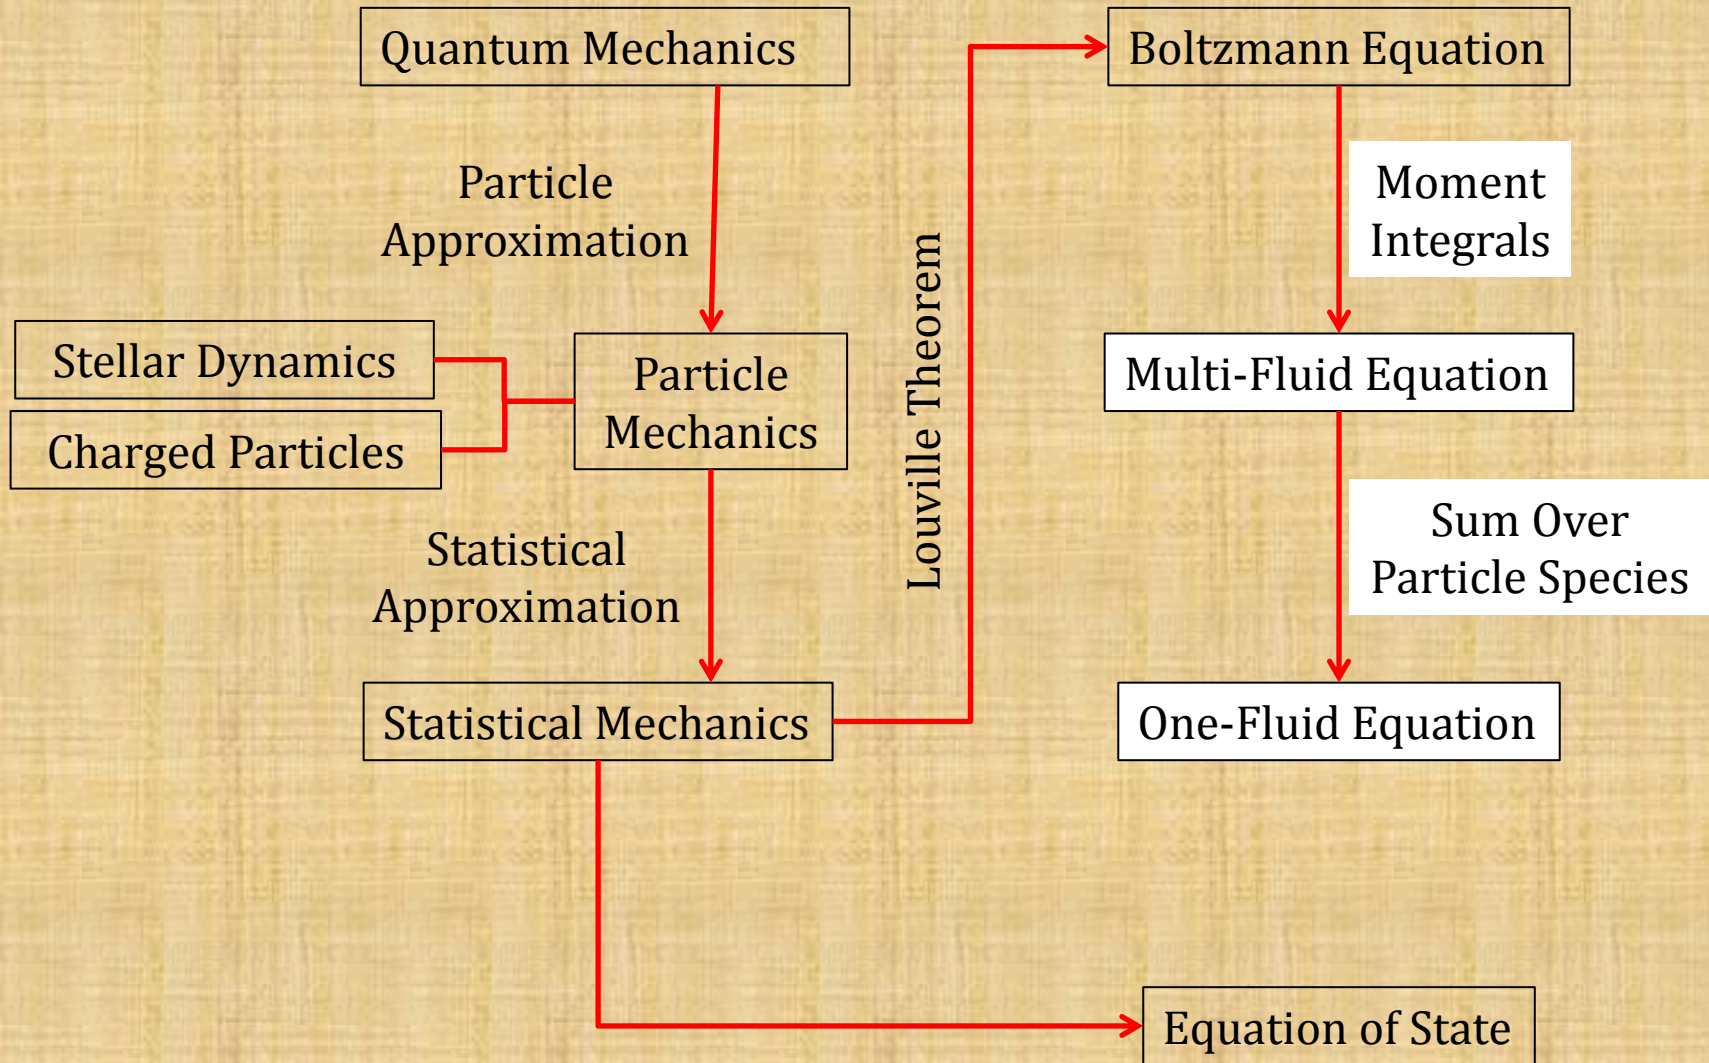 Quantum Mechanics
Particle
Approximation
Stellar Dynamics
Charged Particles
Particle
Mechanics
Statistical
Approximation
Statistical Mechanics
Louville Theorem
Boltzmann Equation
Moment
Integrals
Multi-Fluid Equation
Sum Over
Particle Species
One-Fluid Equation
Equation of State